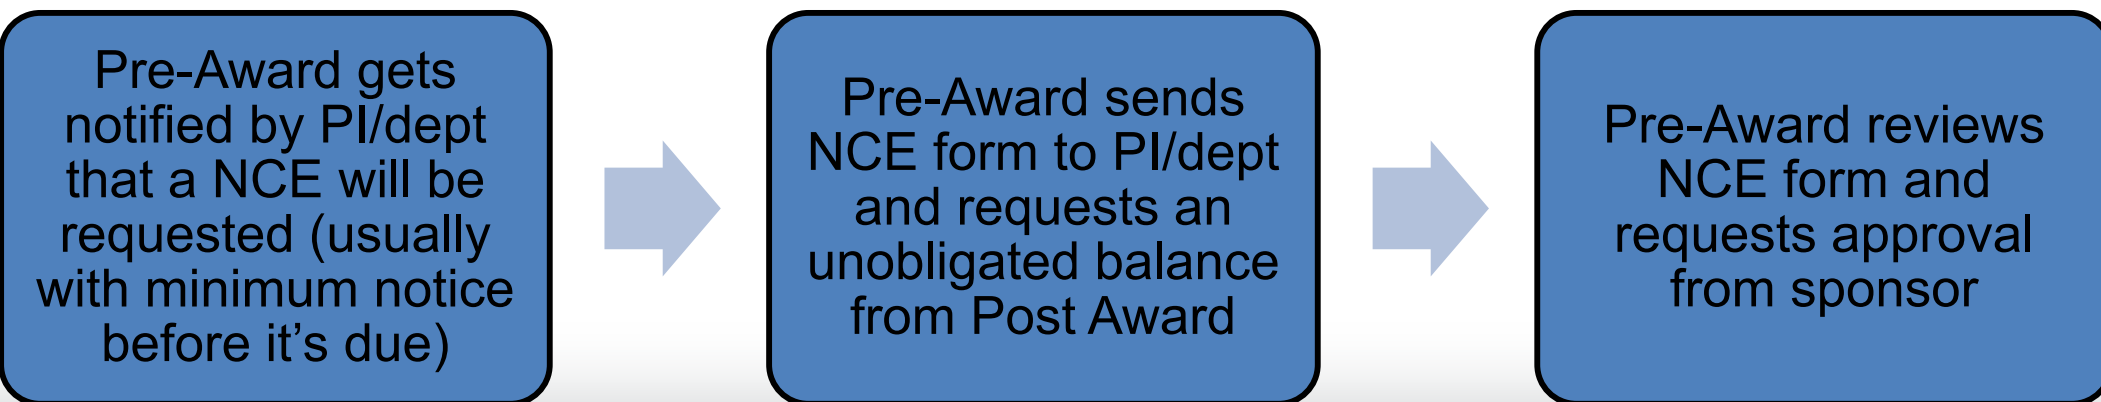 Pre-Award gets
notified by PI/dept
that a NCE will be
requested (usually
with minimum notice
before it’s due)
Pre-Award sends
NCE form to PI/dept
and requests an
unobligated balance
from Post Award
Pre-Award reviews
NCE form and
requests approval
from sponsor